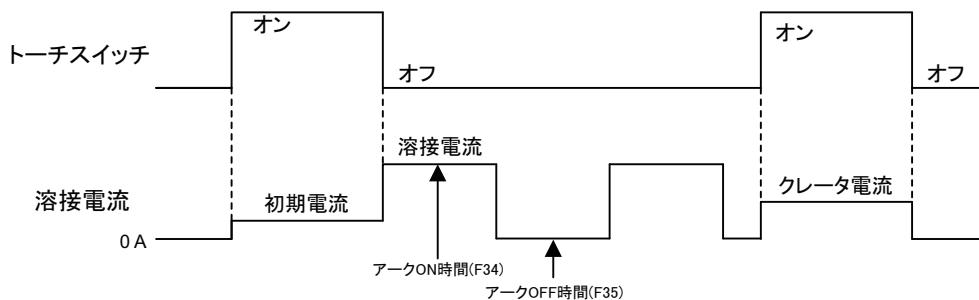 オン
オン
トーチスイッチ
オフ
オフ
溶接電流
溶接電流
初期電流
クレータ電流
0 A
アークON時間(F34)
アークOFF時間(F35)